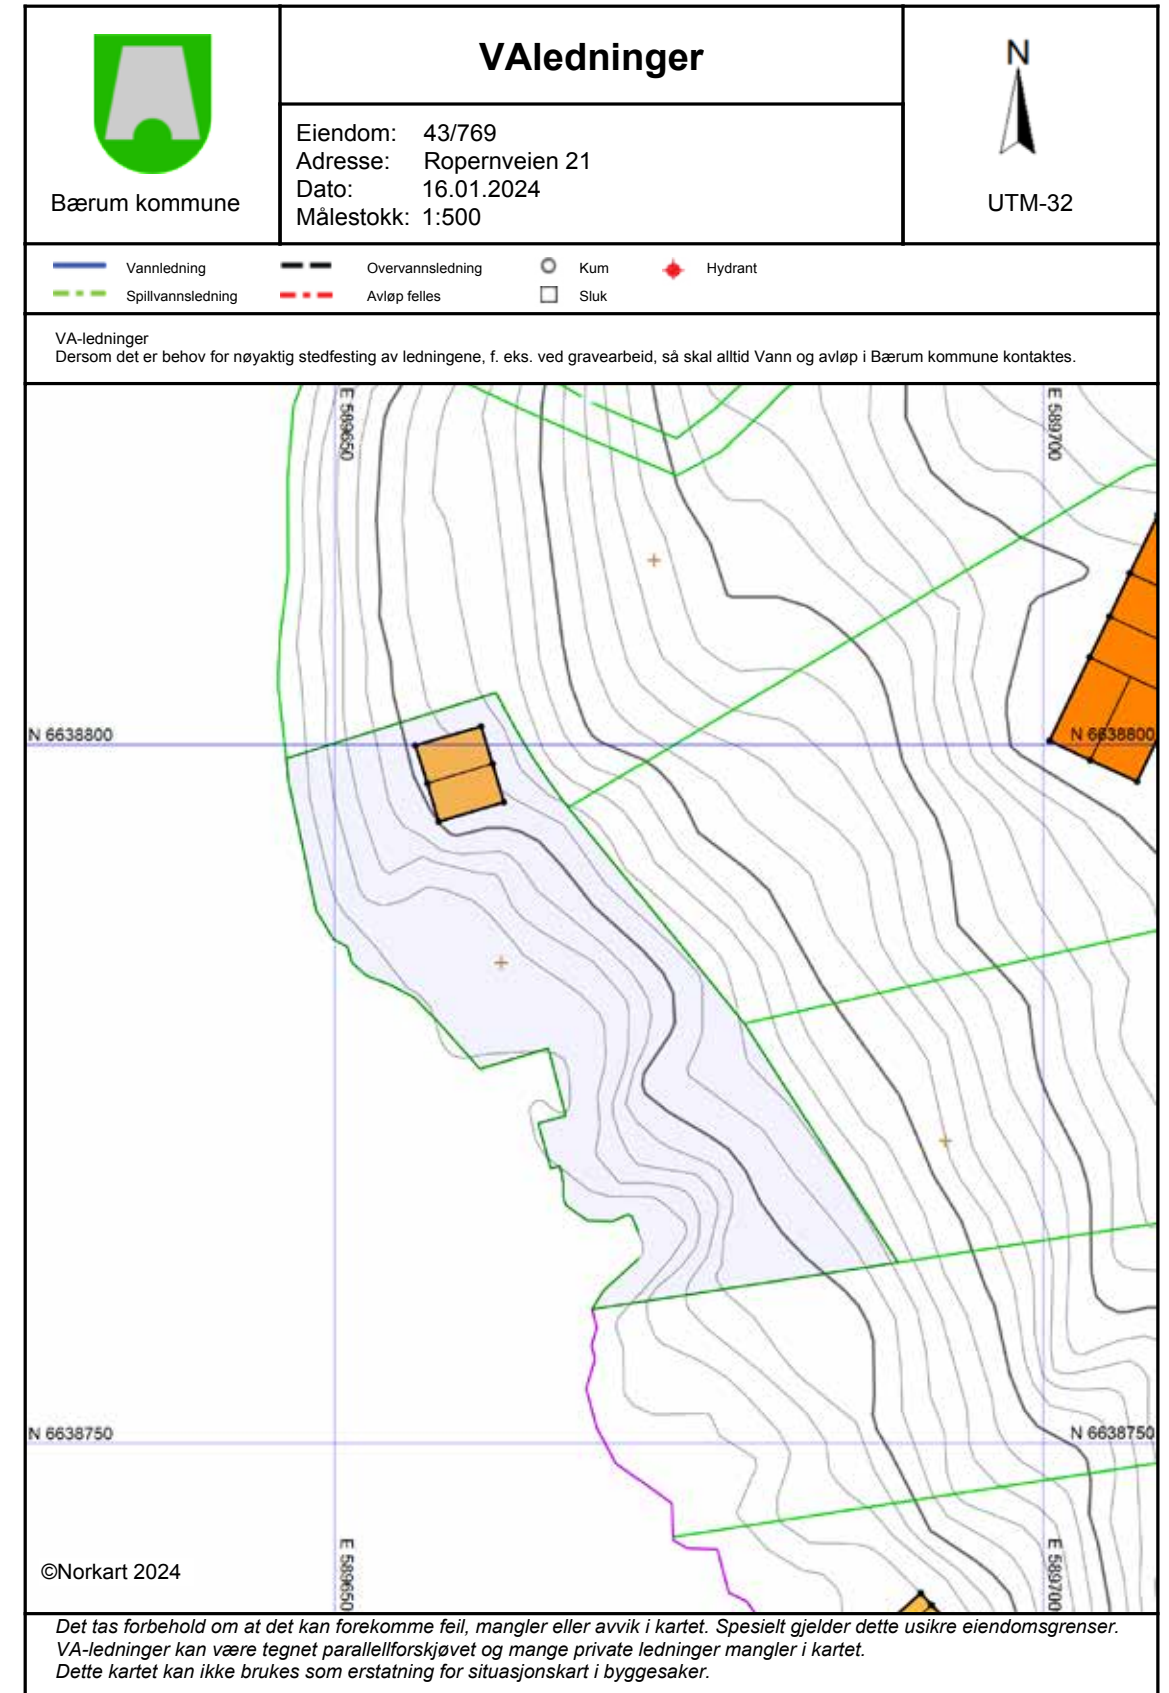 VAledninger
N
Eiendom: 43/769
Adresse: Ropernveien 21
Dato: 16.01.2024
Målestokk: 1:500
Bærum kommune
UTM-32
Vannledning
Overvannsledning
Kum
Hydrant
Spillvannsledning
Avløp felles
Sluk
VA-ledninger
Dersom det er behov for nøyaktig stedfesting av ledningene, f. eks. ved gravearbeid, så skal alltid Vann og avløp i Bærum kommune kontaktes.
E 589650
E 589700
N 6638800
N 6638800
N 6638750
N 6638750
E 589650
E 589700
©Norkart 2024
Det tas forbehold om at det kan forekomme feil, mangler eller avvik i kartet. Spesielt gjelder dette usikre eiendomsgrenser.
VA-ledninger kan være tegnet parallellforskjøvet og mange private ledninger mangler i kartet.
Dette kartet kan ikke brukes som erstatning for situasjonskart i byggesaker.